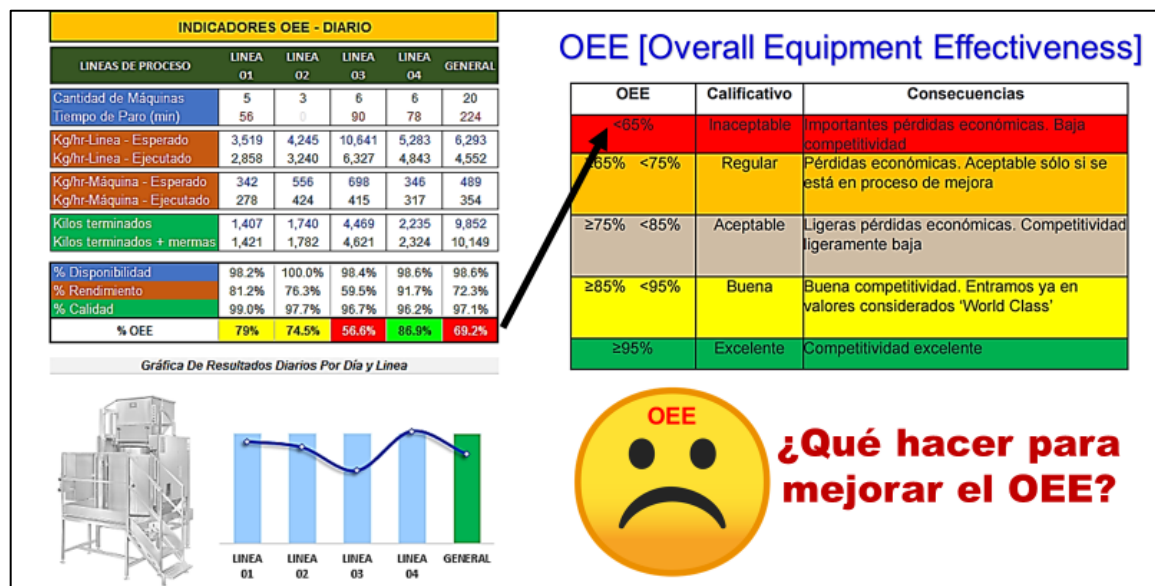 INDICADORES OEE - DIARIO
LINEAS DE PROCESO LINEA 01 LINEA 02 LINEA 03 LINEA 04 GENERAL
Cantidad de Máquinas 5 3 6 6 20
Tiempo de Paro (min) 56 0 90 78 224
Kg/hr-Linea - Esperado 3,519 4,245 10,641 5,283 6,293
Kg/hr-Linea - Ejecutado 2,858 3,240 6,327 4,843 4,552
Kg/hr-Máquina - Esperado 342 556 698 346 489
Kg/hr-Máquina - Ejecutado 278 424 415 317 354
Kilos terminados 1,407 1,740 4,469 2,235 9,852
Kilos terminados + mermas 1,421 1,782 4,621 2,324 10,149
% Disponibilidad 98.2% 100.0% 98.4% 98.6% 98.6%
% Rendimiento 81.2% 76.3% 59.5% 91.7% 72.3%
% Calidad 99.0% 97.7% 96.7% 96.2% 97.1%
% OEE 79% 74.5% 56.6% 86.9% 69.2%
Gráfica De Resultados Diarios Por Día y Linea
LINEA 01 LINEA 02 LINEA 03 LINEA 04 GENERAL
OEE [Overall Equipment Effectiveness]
OEE Calificativo Consecuencias
<65% Inaceptable Importantes pérdidas económicas. Baja
competitividad
≥65% <75% Regular Pérdidas económicas. Aceptable sólo si se
está en proceso de mejora
≥75% <85% Aceptable Ligeras pérdidas económicas. Competitividad
ligeramente baja
≥85% <95% Buena Buena competitividad. Entramos ya en
valores considerados ‘World Class’
≥95% Excelente Competitividad excelente
OEE
¿Qué hacer para
mejorar el OEE?